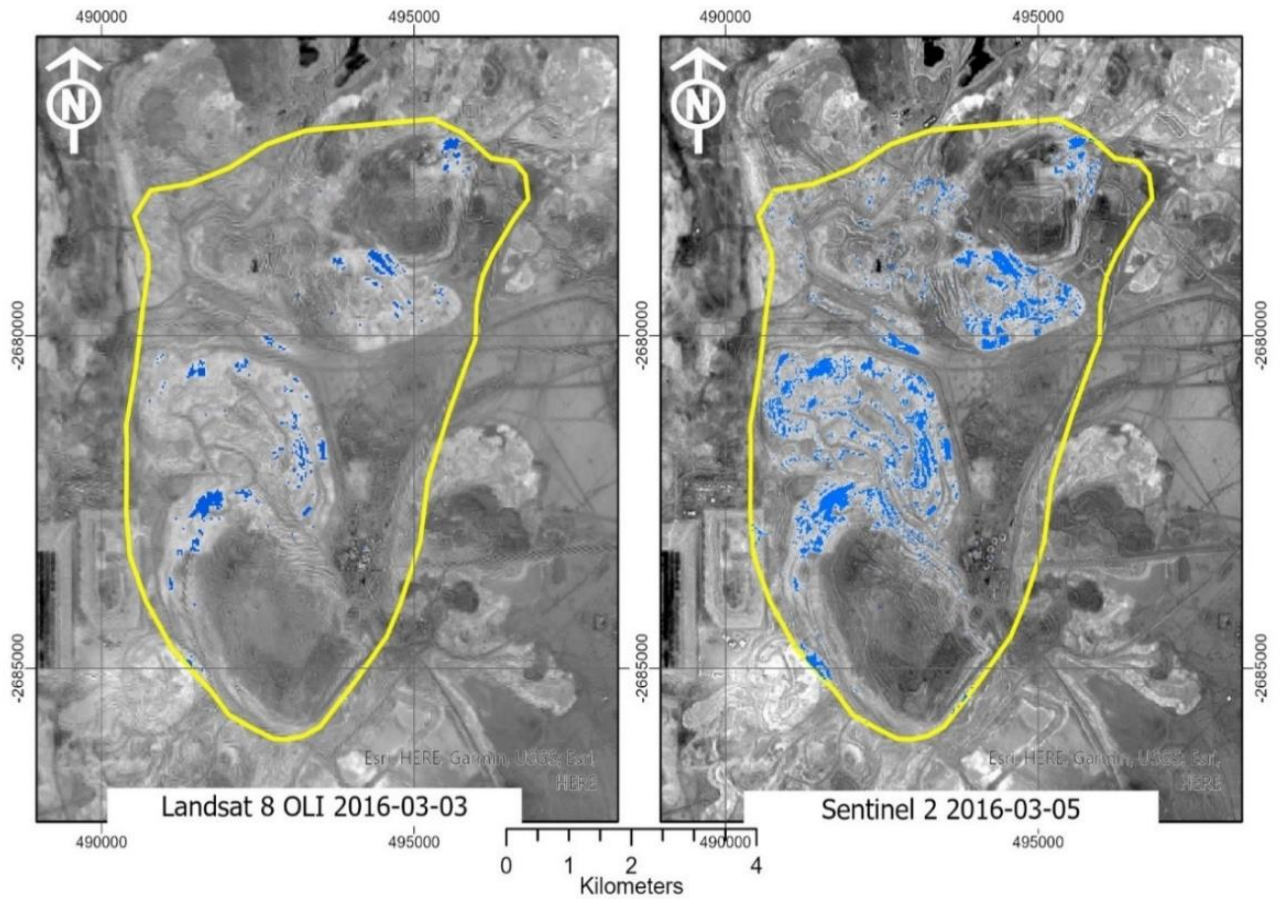 490000 495000 490000 495000
N N
-2680000 -2680000 -2680000
-2685000 -2685000 -2685000
Esri, HERE, Garmin, USGS; Esri,
HERE
Esri, HERE, Garmin, USGS; Esri,
HERE
Landsat 8 OLI 2016-03-03
Sentinel 2 2016-03-05
490000 495000 490000 495000
0 1 2 4
Kilometers